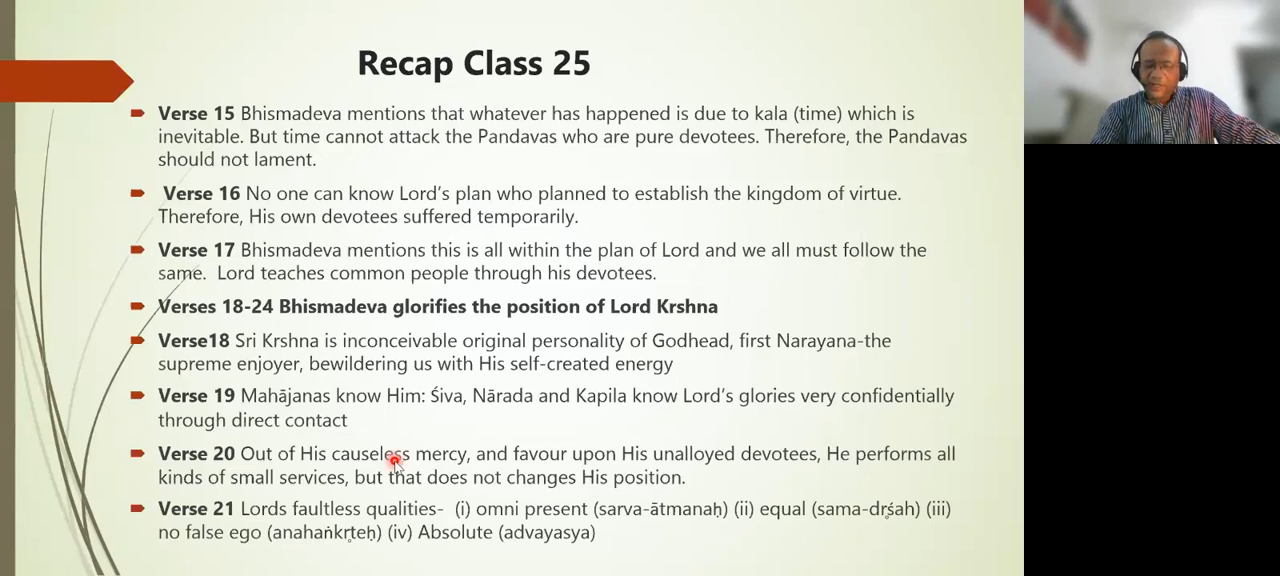 Recap Class 25
Verse 15 Bhismadeva mentions that whatever has happened is due to kala (time) which is
inevitable. But time cannot attack the Pandavas who are pure devotees. Therefore, the Pandavas
should not lament.
Verse 16 No one can know Lord's plan who planned to establish the kingdom of virtue.
Therefore, His own devotees suffered temporarily.
Verse 17 Bhismadeva mentions this is all within the plan of Lord and we all must follow the
same. Lord teaches common people through his devotees.
Verses 18-24 Bhismadeva glorifies the position of Lord Krshna
Verse18 Sri Krshna is inconceivable original personality of Godhead, first Narayana-the
supreme enjoyer, bewildering us with His self-created energy
Verse 19 Mahājanas know Him: Śiva, Nārada and Kapila know Lord's glories very confidentially
through direct contact
Verse 20 Out of His causeless mercy, and favour upon His unalloyed devotees, He performs all
kinds of small services, but that does not changes His position.
Verse 21 Lords faultless qualities- (i) omni present (sarva-ātmanaḥ) (ii) equal (sama-dṛśaḥ) (iii)
no false ego (anahaṅkṛteḥ) (iv) Absolute (advayasya)